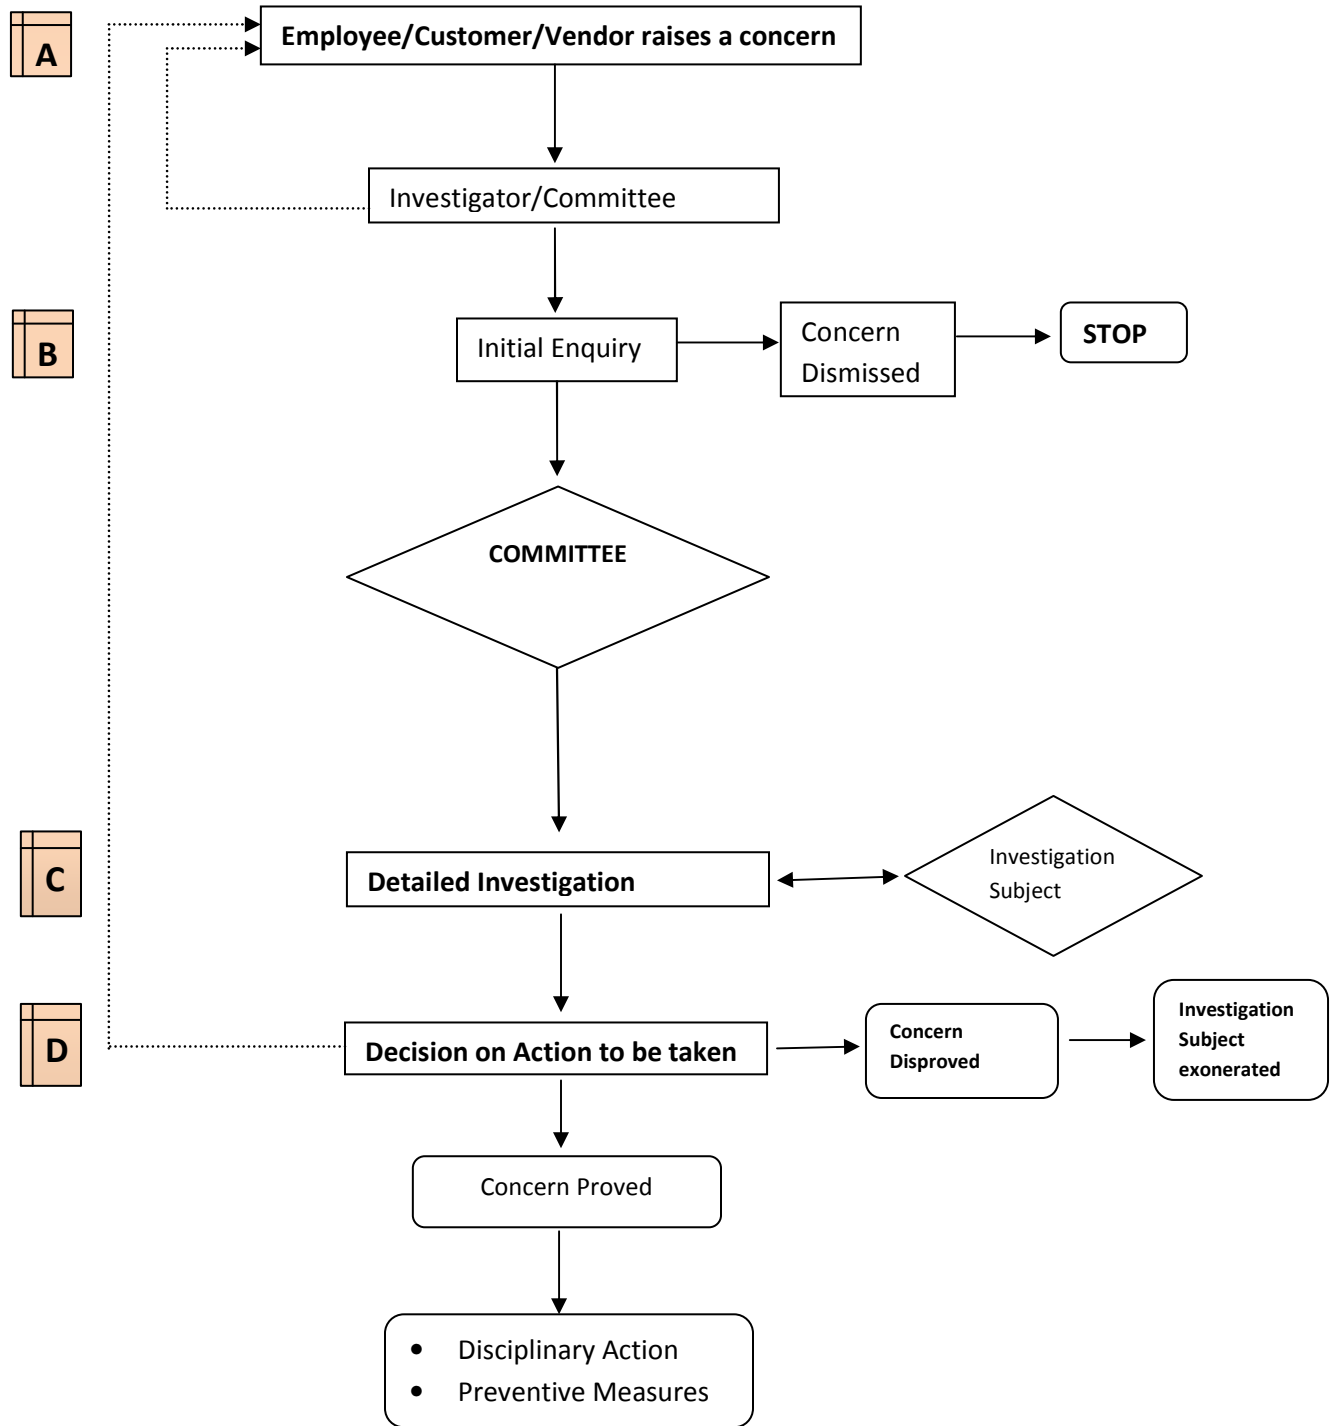 A
Employee/Customer/Vendor raises a concern
Investigator/Committee
B
Initial Enquiry
Concern
Dismissed
STOP
COMMITTEE
C
Detailed Investigation
Investigation
Subject
D
Decision on Action to be taken
Concern
Disproved
Investigation
Subject
exonerated
Concern Proved
• Disciplinary Action
• Preventive Measures